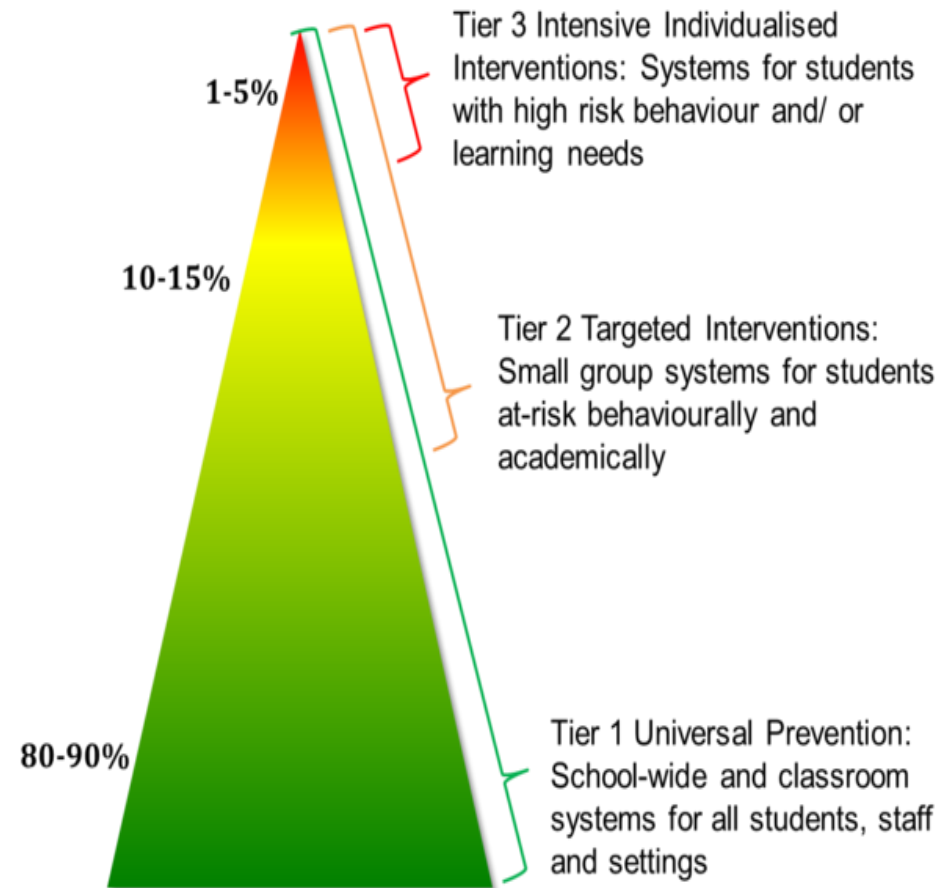 Tier 3 Intensive Individualised
Interventions: Systems for students
with high risk behaviour and/ or
learning needs
1-5%
10-15%
Tier 2 Targeted Interventions:
Small group systems for students
at-risk behaviourally and
academically
80-90%
Tier 1 Universal Prevention:
School-wide and classroom
systems for all students, staff
and settings